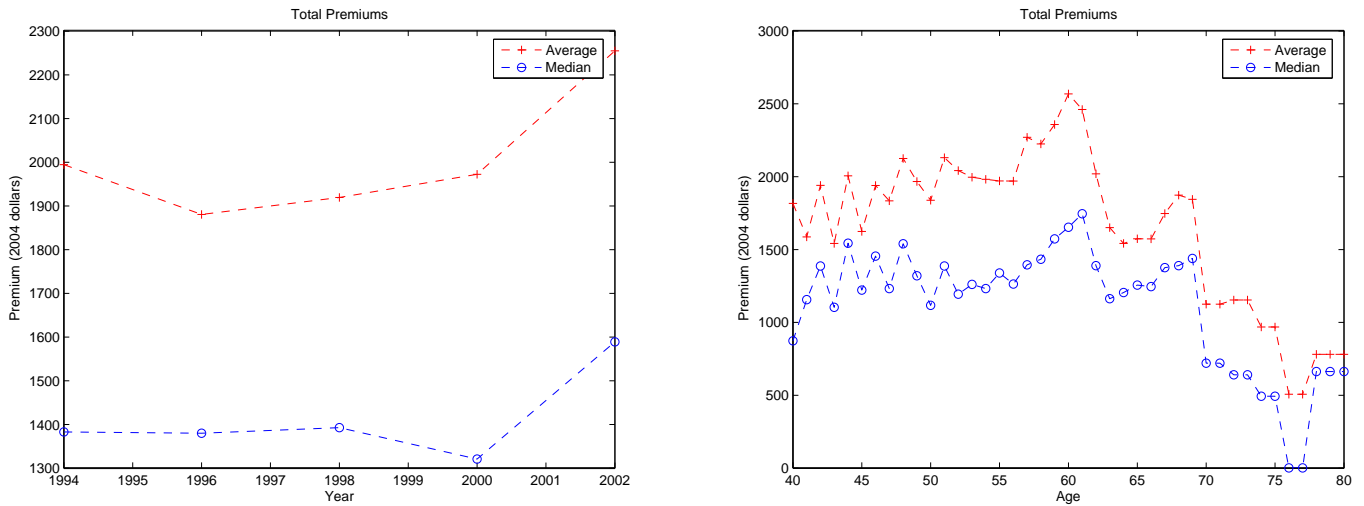 Total Premiums
2300
2200
2100
2000
1900
1800
1700
1600
1500
1400
1300
Premium (2004 dollars)
Average
Median
1994 1995 1996 1997 1998 1999 2000 2001 2002
Year
Total Premiums
3000
2500
2000
1500
1000
500
0
Premium (2004 dollars)
Average
Median
40 45 50 55 60 65 70 75 80
Age